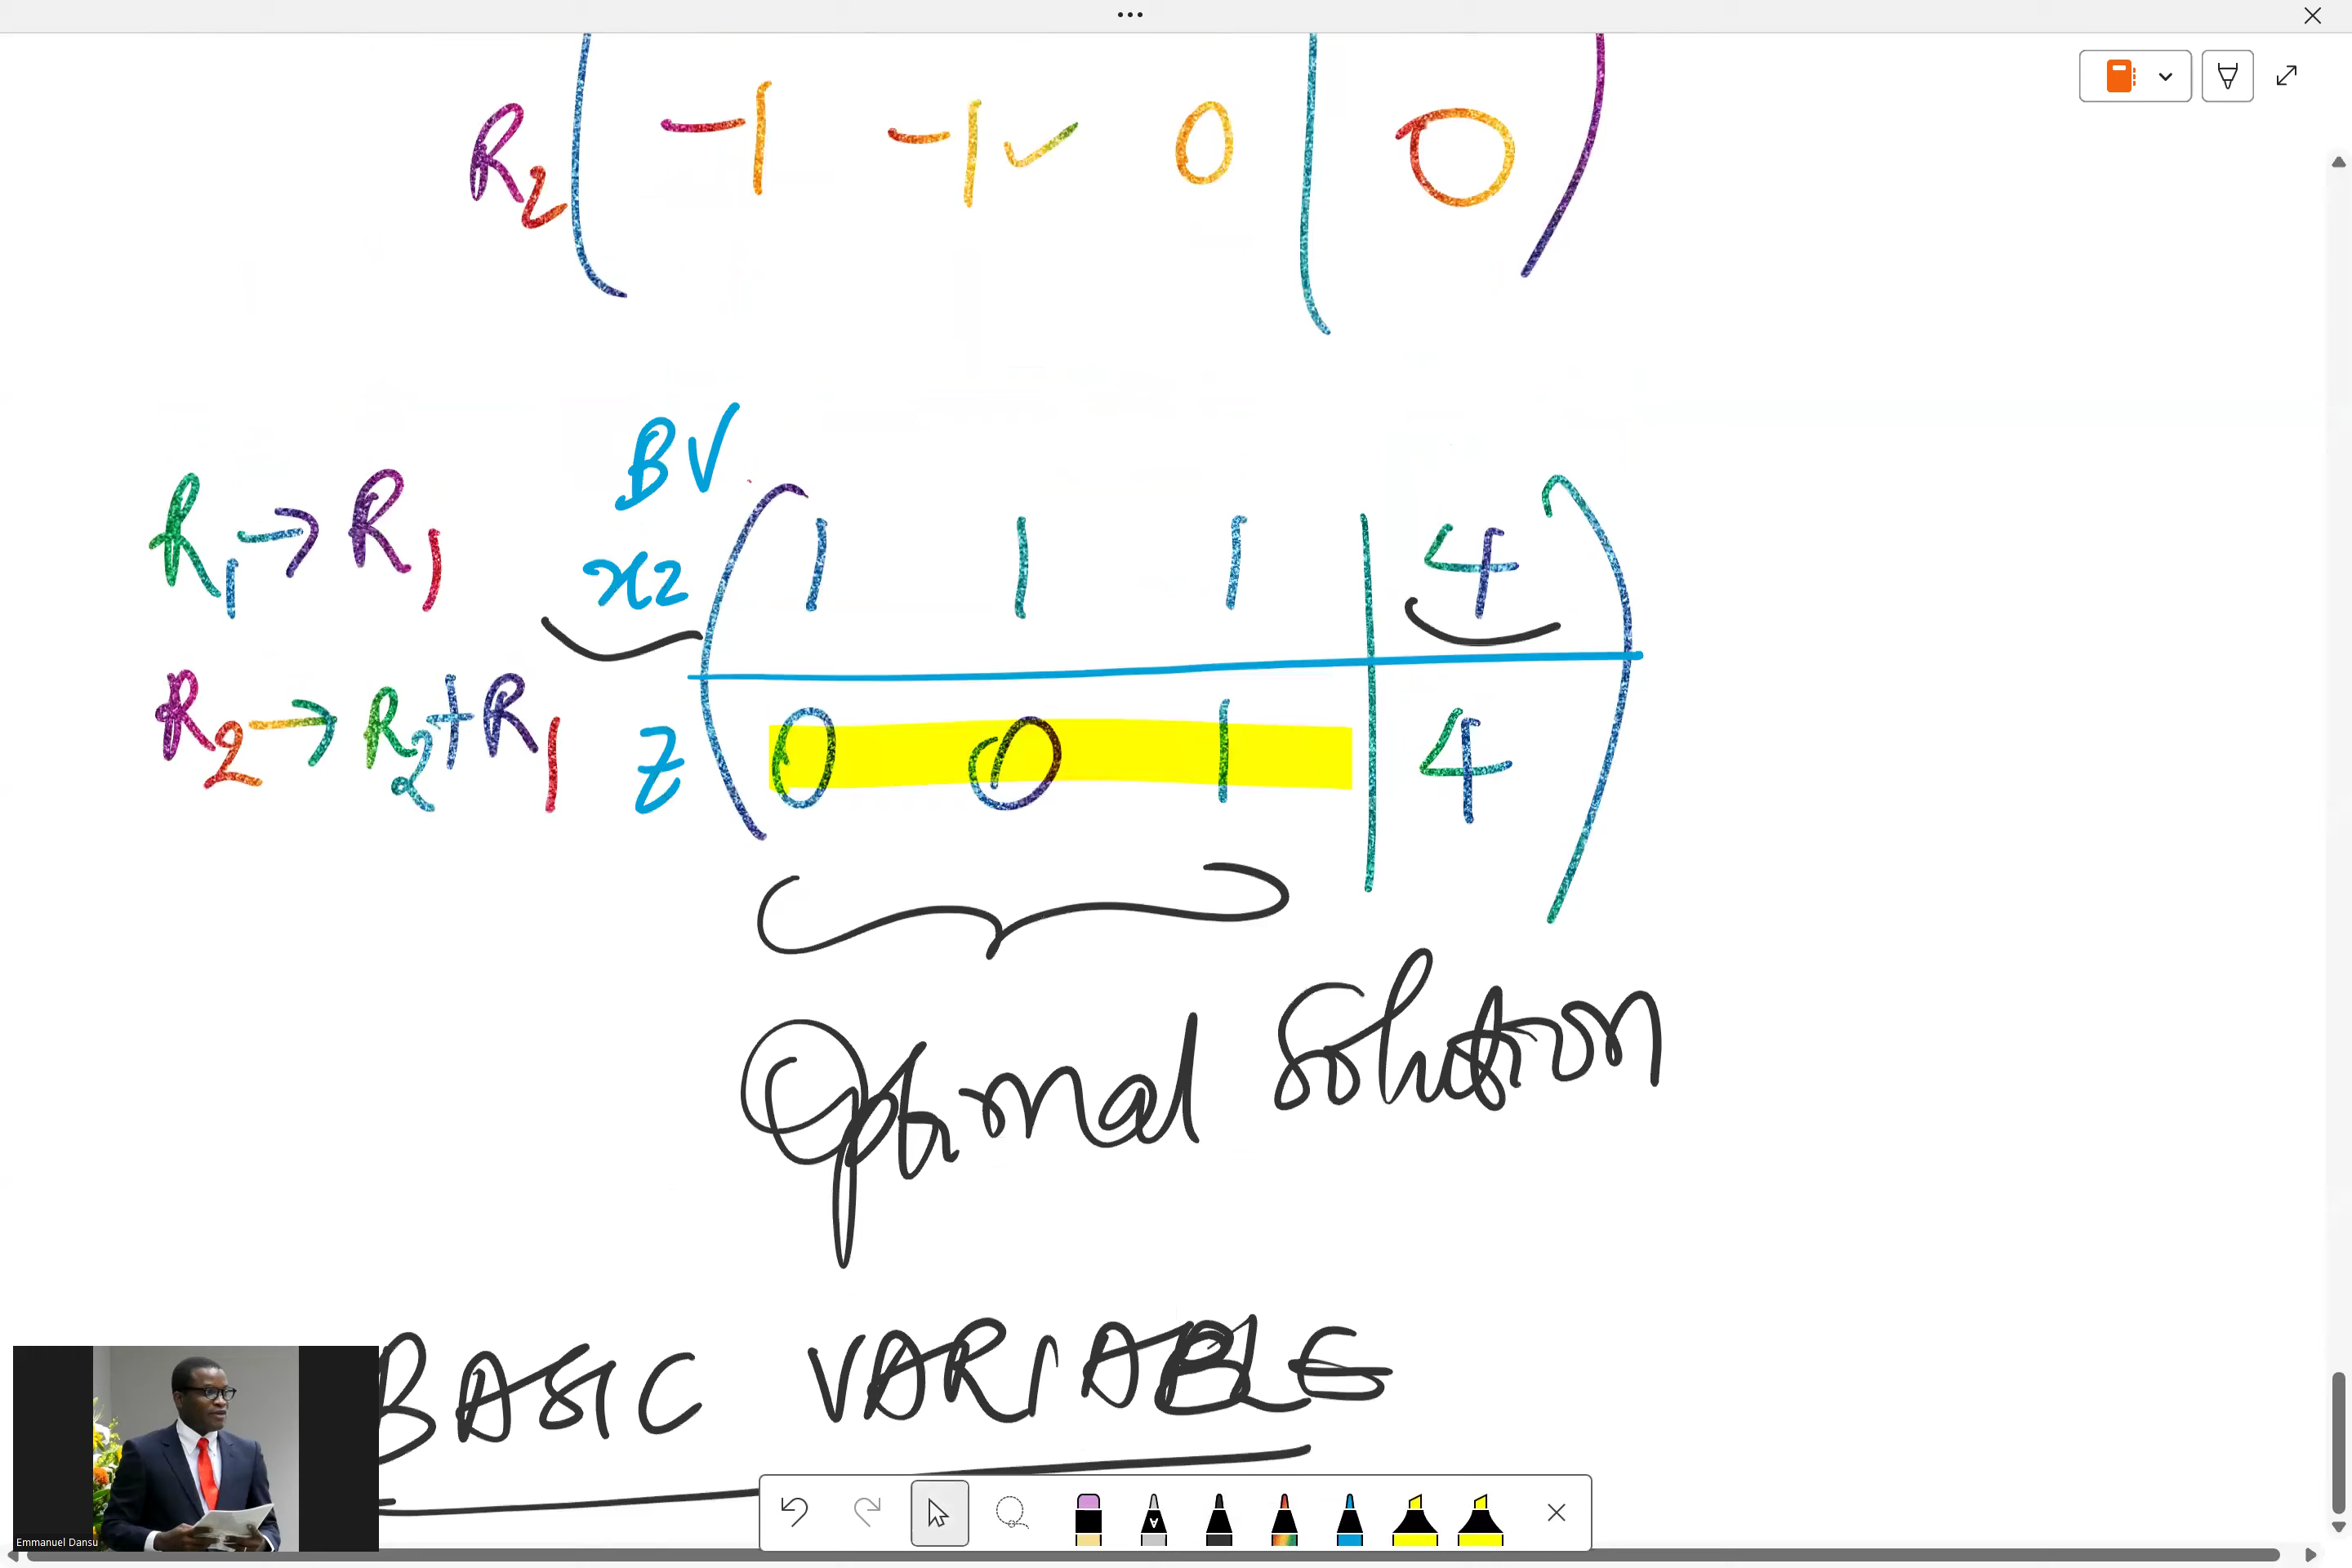 R2 -1 -1✓ 0 | 0
BV
R1→R1 x2 1 1 1 | 4
R2→R2+R1 z 0 0 1 | 4
Optimal Solution
BASIC VARIABLE
Emmanuel Dansu